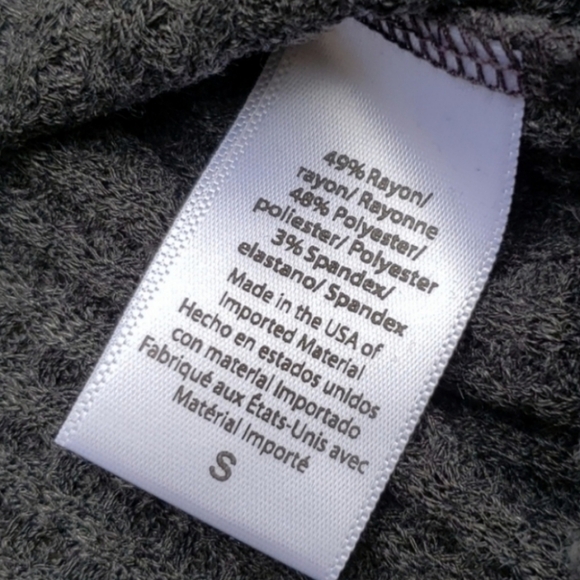 49% Rayon/
rayon/ Rayonne
48% Polyester/
poliester/ Polyester
3% Spandex/
elastano/ Spandex
Made in the USA of
Imported Material
Hecho en estados unidos
con material Importado
Fabriqué aux États-Unis avec
Matérial Importé
S